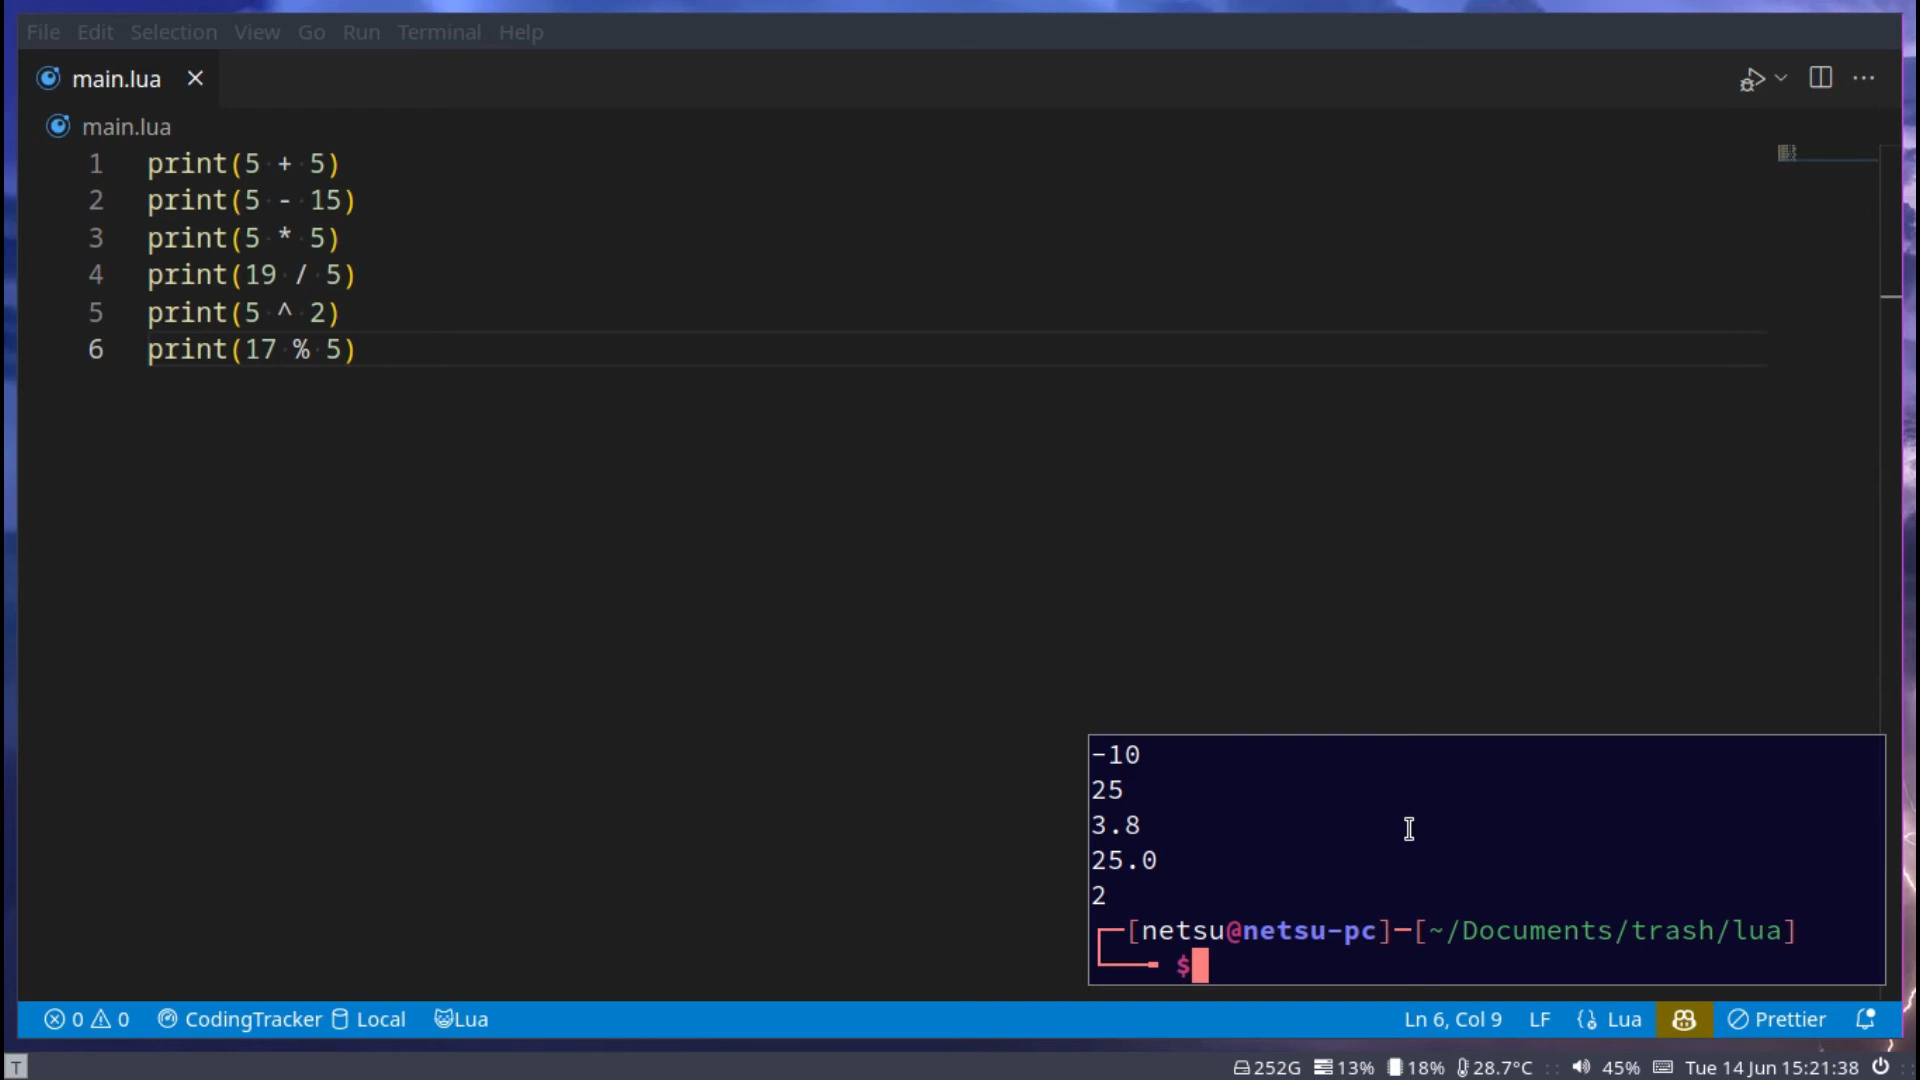 File Edit Selection View Go Run Terminal Help
main.lua
main.lua
1 print(5 + 5)
2 print(5 - 15)
3 print(5 * 5)
4 print(19 / 5)
5 print(5 ^ 2)
6 print(17 % 5)
-10
25
3.8
25.0
2
[netsu@netsu-pc]-[~/Documents/trash/lua]
$
0 0 CodingTracker Local Lua Ln 6, Col 9 LF Lua Prettier
T 252G 13% 18% 28.7°C :: 45% Tue 14 Jun 15:21:38